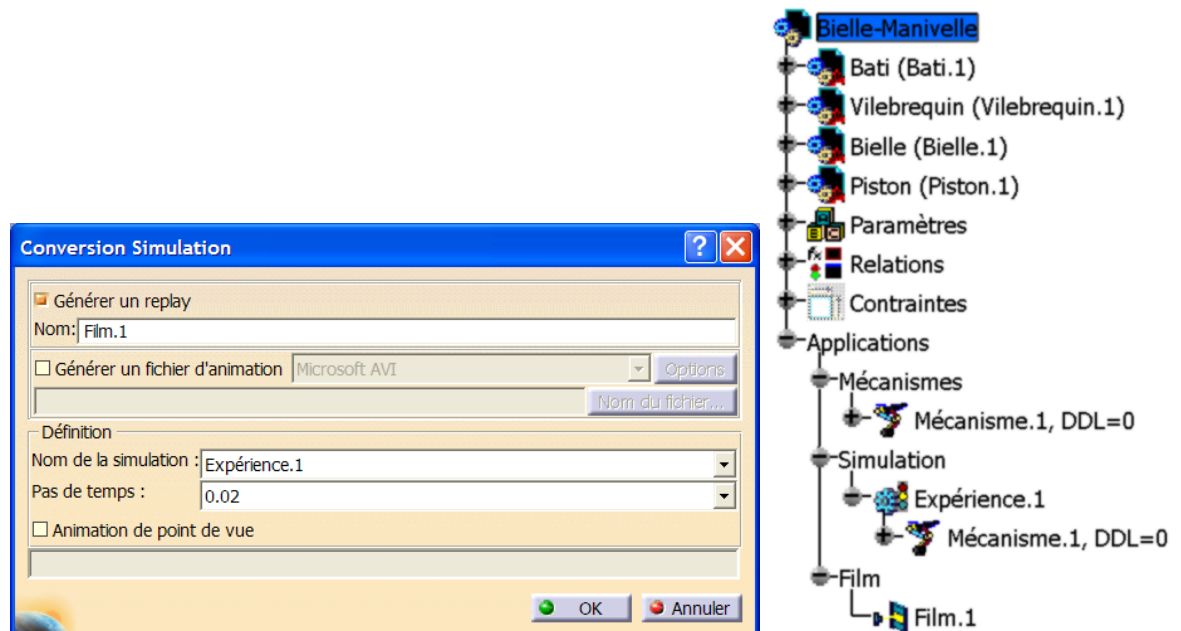 Conversion Simulation
Générer un replay
Nom: Film.1
Générer un fichier d'animation Microsoft AVI Options
Nom du fichier...
Définition
Nom de la simulation : Expérience.1
Pas de temps : 0.02
Animation de point de vue
OK Annuler
Bielle-Manivelle
Bati (Bati.1)
Vilebrequin (Vilebrequin.1)
Bielle (Bielle.1)
Piston (Piston.1)
Paramètres
Relations
Contraintes
Applications
Mécanismes
Mécanisme.1, DDL=0
Simulation
Expérience.1
Mécanisme.1, DDL=0
Film
Film.1